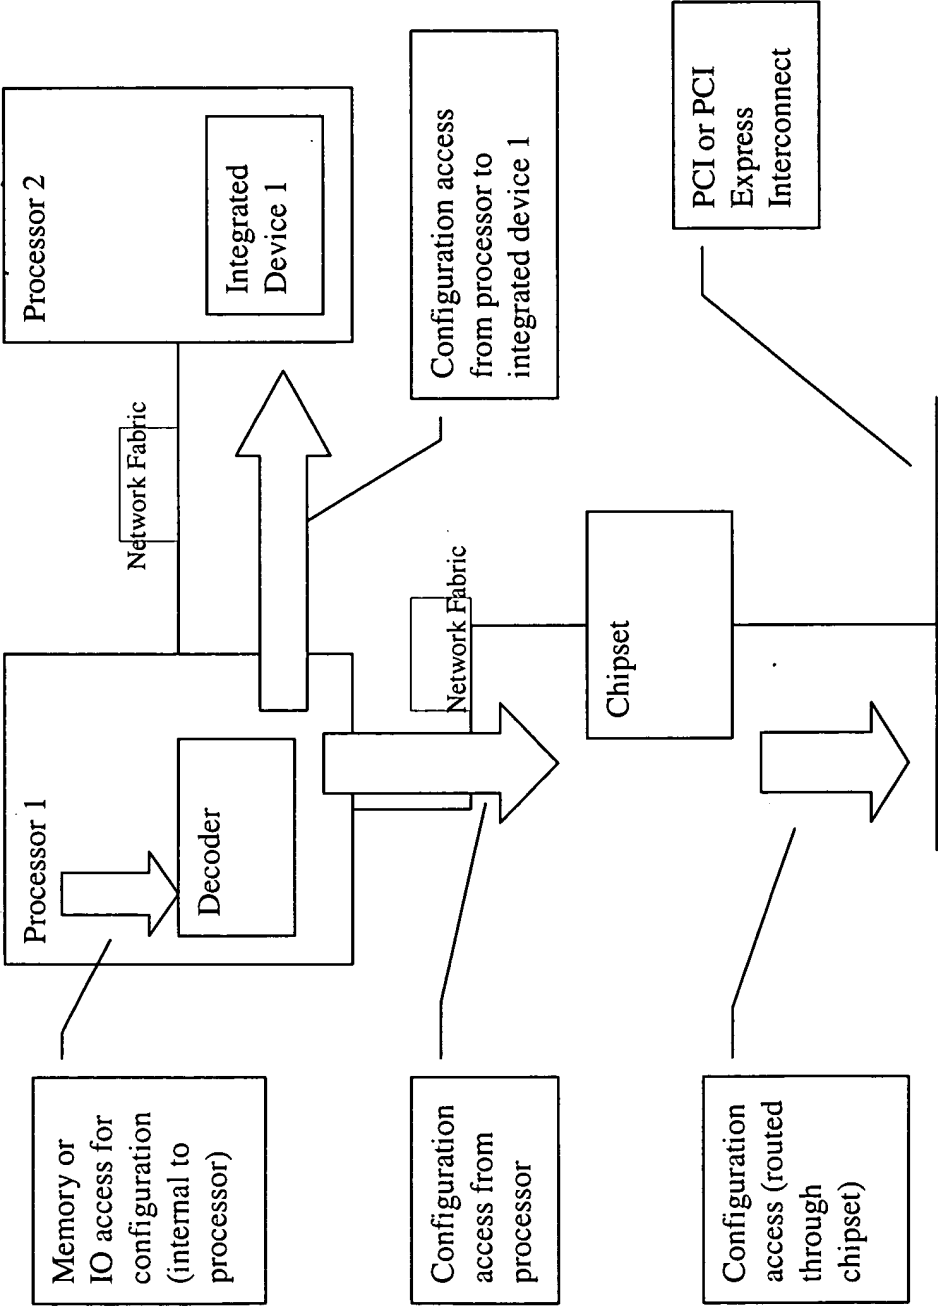 Memory or
IO access for
configuration
(internal to
processor)
Processor 1
Decoder
Network Fabric
Processor 2
Integrated
Device 1
Configuration
access from
processor
Network Fabric
Configuration access
from processor to
integrated device 1
Configuration
access (routed
through
chipset)
Chipset
PCI or PCI
Express
Interconnect